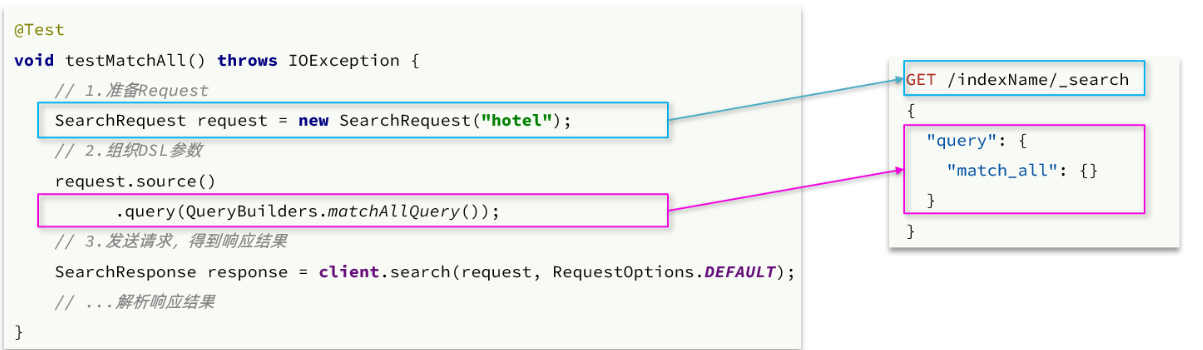 @Test
void testMatchAll() throws IOException {
    // 1.准备Request
    SearchRequest request = new SearchRequest("hotel");
    // 2.组织DSL参数
    request.source()
          .query(QueryBuilders.matchAllQuery());
    // 3.发送请求，得到响应结果
    SearchResponse response = client.search(request, RequestOptions.DEFAULT);
    // ...解析响应结果
}
GET /indexName/_search
{
  "query": {
    "match_all": {}
  }
}